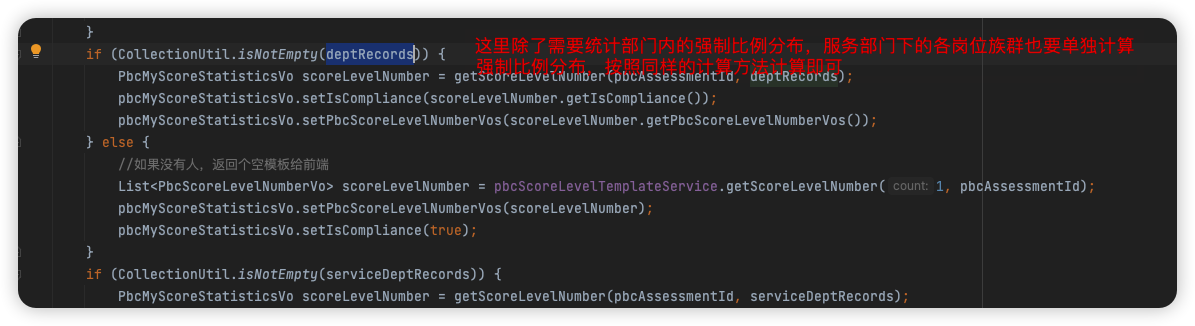 }
if (CollectionUtil.isNotEmpty(deptRecords)) {
这里除了需要统计部门内的强制比例分布，服务部门下的各岗位族群也要单独计算
强制比例分布，按照同样的计算方法计算即可
PbcMyScoreStatisticsVo scoreLevelNumber = getScoreLevelNumber(pbcAssessmentId, deptRecords);
pbcMyScoreStatisticsVo.setIsCompliance(scoreLevelNumber.getIsCompliance());
pbcMyScoreStatisticsVo.setPbcScoreLevelNumberVos(scoreLevelNumber.getPbcScoreLevelNumberVos());
} else {
//如果没有人，返回个空模板给前端
List<PbcScoreLevelNumberVo> scoreLevelNumber = pbcScoreLevelTemplateService.getScoreLevelNumber( count: 1, pbcAssessmentId);
pbcMyScoreStatisticsVo.setPbcScoreLevelNumberVos(scoreLevelNumber);
pbcMyScoreStatisticsVo.setIsCompliance(true);
}
if (CollectionUtil.isNotEmpty(serviceDeptRecords)) {
PbcMyScoreStatisticsVo scoreLevelNumber = getScoreLevelNumber(pbcAssessmentId, serviceDeptRecords);